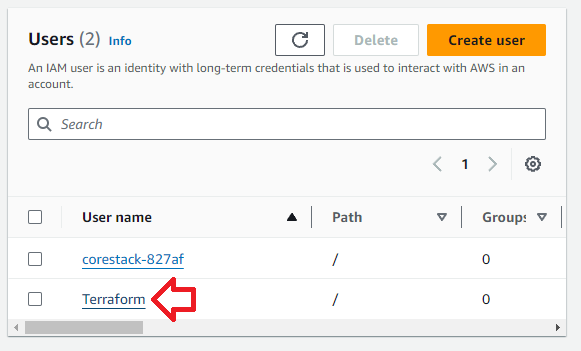 Users (2) Info
Delete
Create user
An IAM user is an identity with long-term credentials that is used to interact with AWS in an
account.
Search
1
User name Path Groups
corestack-827af / 0
Terraform / 0